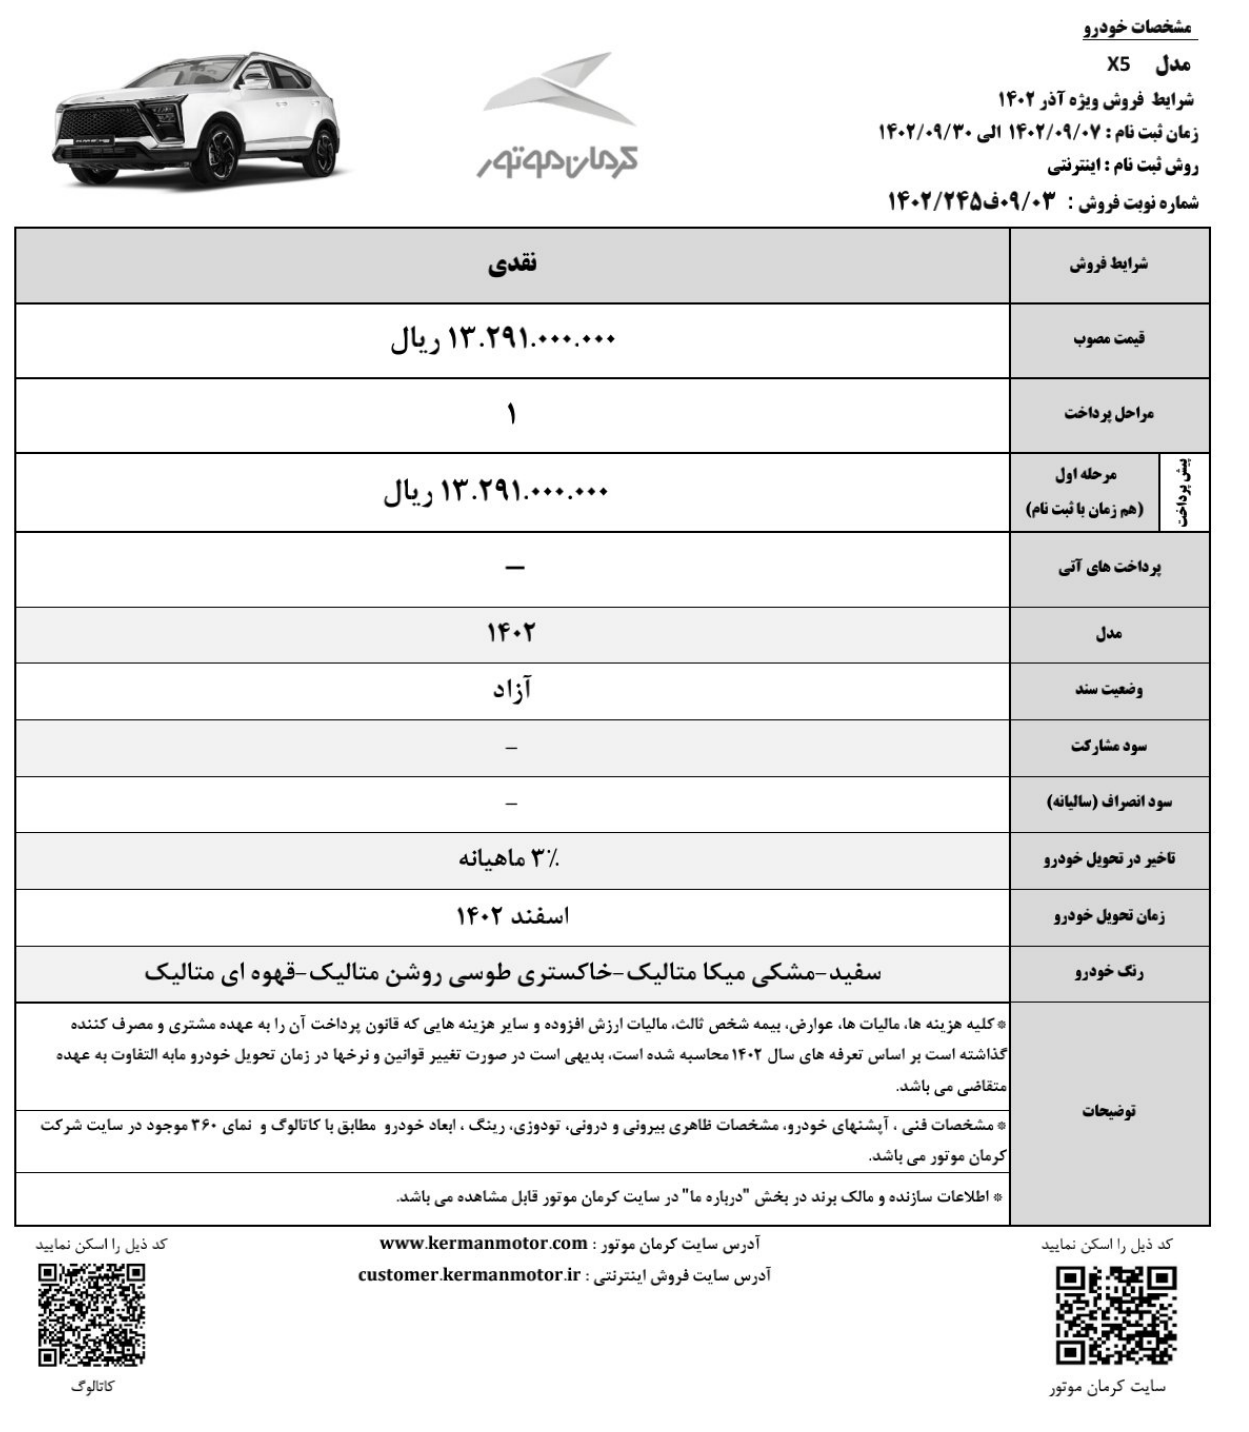 مشخصات خودرو
مدل X5
شرایط فروش ویژه آذر ۱۴۰۲
زمان ثبت نام : ۱۴۰۲/۰۹/۰۷ الی ۱۴۰۲/۰۹/۳۰
روش ثبت نام : اینترنتی
شماره نوبت فروش : ۰۹/۰۳ف۱۴۰۲/۲۴۵
کرمان موتور
شرایط فروش
نقدی
قیمت مصوب
۱۳.۲۹۱.۰۰۰.۰۰۰ ریال
مراحل پرداخت
۱
پیش پرداخت
مرحله اول
(هم زمان با ثبت نام)
۱۳.۲۹۱.۰۰۰.۰۰۰ ریال
پرداخت های آتی
–
مدل
۱۴۰۲
وضعیت سند
آزاد
سود مشارکت
–
سود انصراف (سالیانه)
–
تاخیر در تحویل خودرو
۳٪ ماهیانه
زمان تحویل خودرو
اسفند ۱۴۰۲
رنگ خودرو
سفید-مشکی میکا متالیک-خاکستری طوسی روشن متالیک-قهوه ای متالیک
توضیحات
* کلیه هزینه ها، مالیات ها، عوارض، بیمه شخص ثالث، مالیات ارزش افزوده و سایر هزینه هایی که قانون پرداخت آن را به عهده مشتری و مصرف کننده
گذاشته است بر اساس تعرفه های سال ۱۴۰۲ محاسبه شده است، بدیهی است در صورت تغییر قوانین و نرخها در زمان تحویل خودرو مابه التفاوت به عهده
متقاضی می باشد.
* مشخصات فنی ، آپشنهای خودرو، مشخصات ظاهری بیرونی و درونی، تودوزی، رینگ ، ابعاد خودرو مطابق با کاتالوگ و نمای ۳۶۰ موجود در سایت شرکت
کرمان موتور می باشد.
* اطلاعات سازنده و مالک برند در بخش "درباره ما" در سایت کرمان موتور قابل مشاهده می باشد.
کد ذیل را اسکن نمایید
سایت کرمان موتور
آدرس سایت کرمان موتور : www.kermanmotor.com
آدرس سایت فروش اینترنتی : customer.kermanmotor.ir
کد ذیل را اسکن نمایید
کاتالوگ